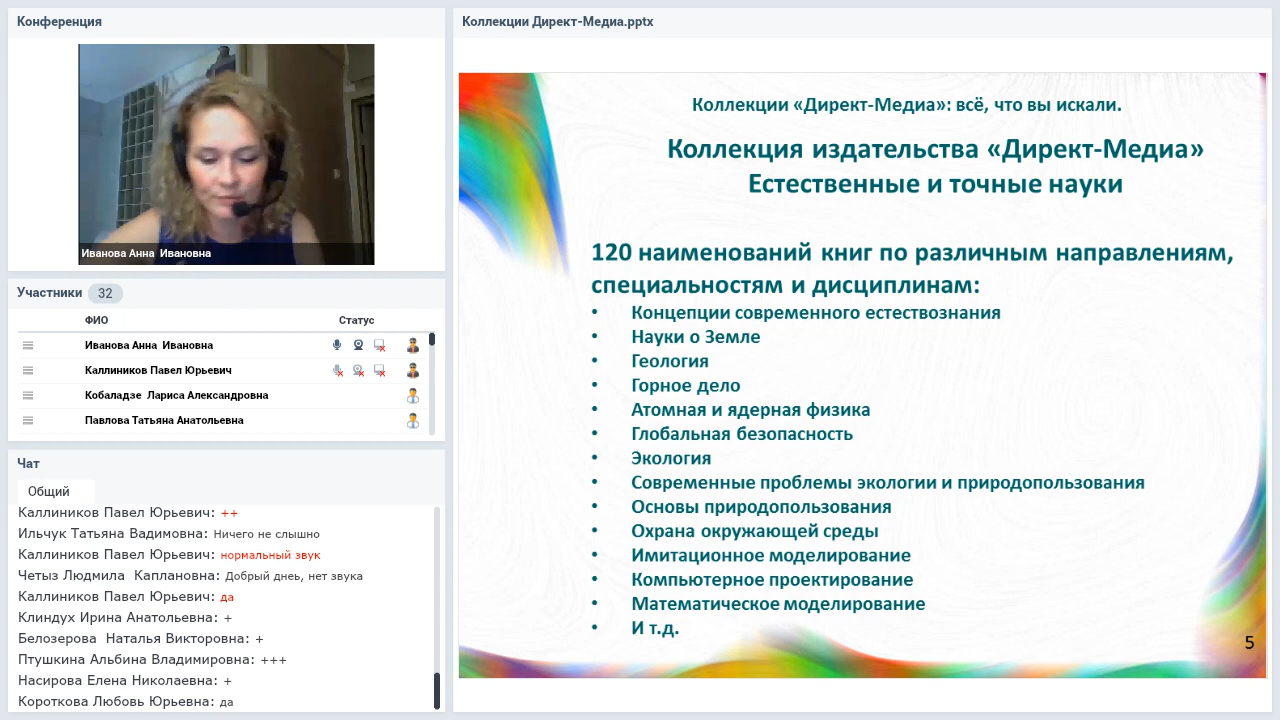 Конференция
Иванова Анна  Ивановна
Участники 32
ФИО Статус
Иванова Анна  Ивановна
Каллиников Павел Юрьевич
Кобаладзе  Лариса Александровна
Павлова Татьяна Анатольевна
Чат
Общий
Каллиников Павел Юрьевич: ++
Ильчук Татьяна Вадимовна: Ничего не слышно
Каллиников Павел Юрьевич: нормальный звук
Четыз Людмила  Каплановна: Добрый днеь, нет звука
Каллиников Павел Юрьевич: да
Клиндух Ирина Анатольевна: +
Белозерова  Наталья Викторовна: +
Птушкина Альбина Владимировна: +++
Насирова Елена Николаевна: +
Короткова Любовь Юрьевна: да
Коллекции Директ-Медиа.pptx
Коллекции «Директ-Медиа»: всё, что вы искали.
Коллекция издательства «Директ-Медиа»
Естественные и точные науки
120 наименований книг по различным направлениям,
специальностям и дисциплинам:
• Концепции современного естествознания
• Науки о Земле
• Геология
• Горное дело
• Атомная и ядерная физика
• Глобальная безопасность
• Экология
• Современные проблемы экологии и природопользования
• Основы природопользования
• Охрана окружающей среды
• Имитационное моделирование
• Компьютерное проектирование
• Математическое моделирование
• И т.д.
5